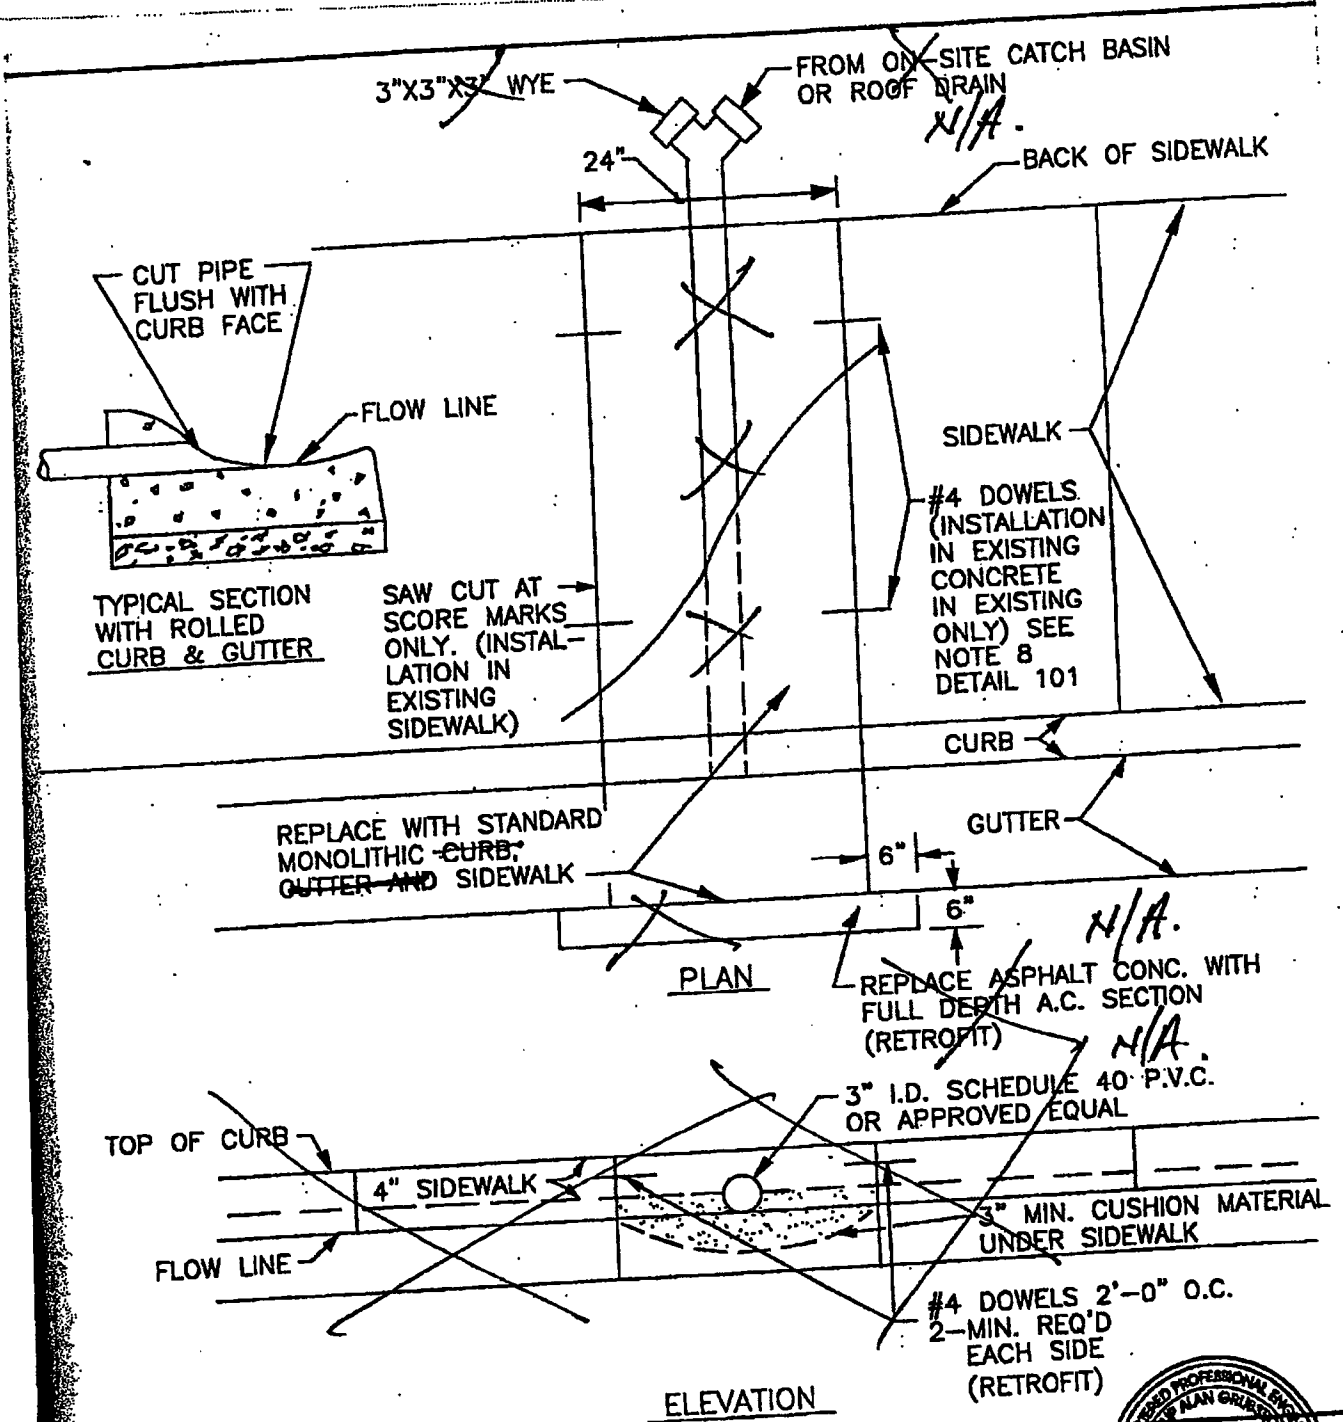 3"X3"X3" WYE
FROM ON-SITE CATCH BASIN
OR ROOF DRAIN
N/A.
24"
BACK OF SIDEWALK
CUT PIPE
FLUSH WITH
CURB FACE
FLOW LINE
SIDEWALK
#4 DOWELS
(INSTALLATION
IN EXISTING
CONCRETE
IN EXISTING
ONLY) SEE
NOTE 8
DETAIL 101
TYPICAL SECTION
WITH ROLLED
CURB & GUTTER
SAW CUT AT
SCORE MARKS
ONLY. (INSTAL-
LATION IN
EXISTING
SIDEWALK)
CURB
GUTTER
REPLACE WITH STANDARD
MONOLITHIC CURB,
GUTTER AND SIDEWALK
6"
6"
N/A.
PLAN
REPLACE ASPHALT CONC. WITH
FULL DEPTH A.C. SECTION
(RETROFIT)
N/A.
3" I.D. SCHEDULE 40 P.V.C.
OR APPROVED EQUAL
TOP OF CURB
4" SIDEWALK
3" MIN. CUSHION MATERIAL
UNDER SIDEWALK
FLOW LINE
#4 DOWELS 2'-0" O.C.
2-MIN. REQ'D
EACH SIDE
(RETROFIT)
ELEVATION
PROFESSIONAL
ALAN